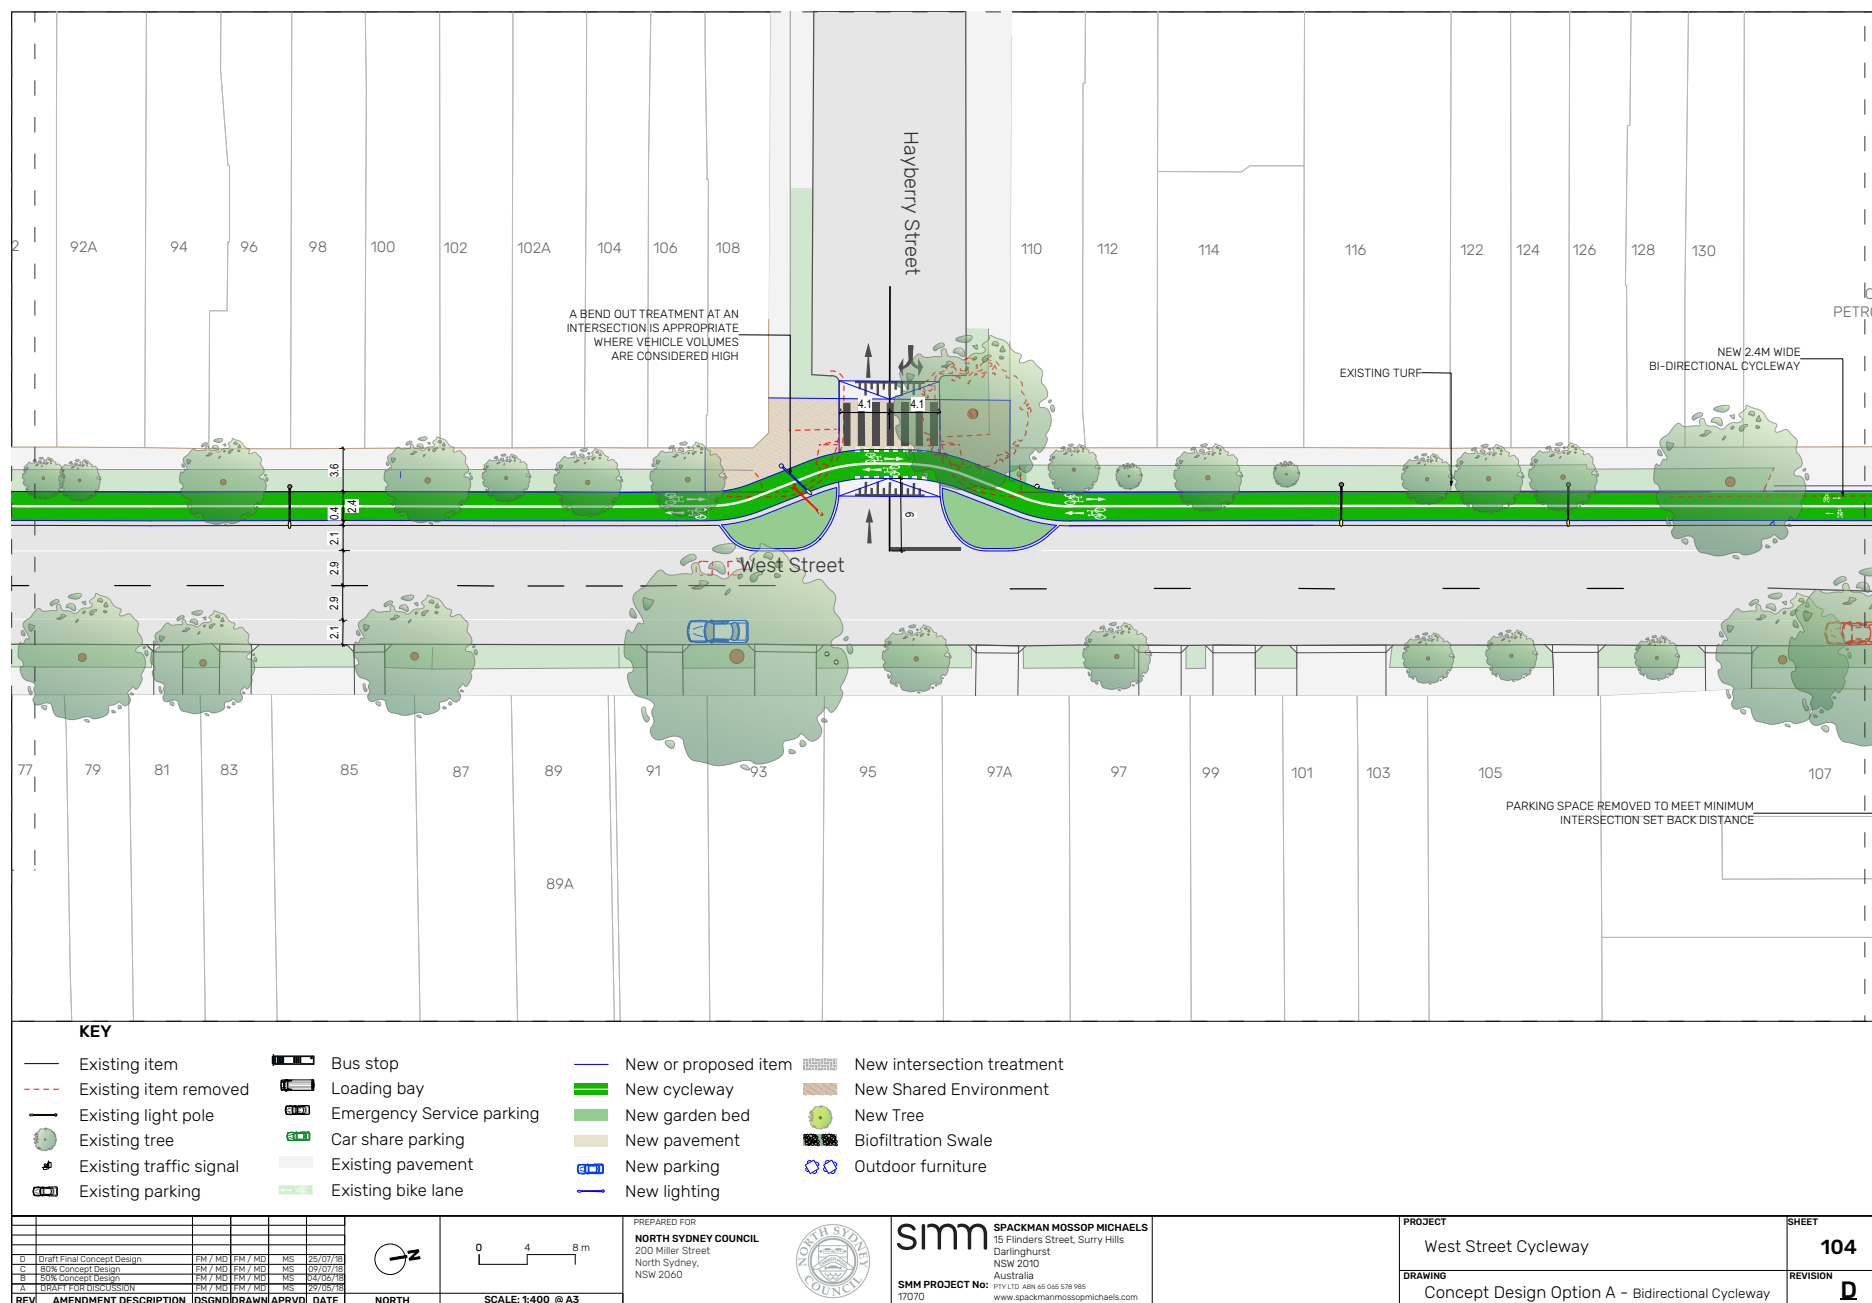 Hayberry Street
2
92A
94
96
98
100
102
102A
104
106
108
110
112
114
116
122
124
126
128
130
PETR
A BEND OUT TREATMENT AT AN
INTERSECTION IS APPROPRIATE
WHERE VEHICLE VOLUMES
ARE CONSIDERED HIGH
EXISTING TURF
NEW 2.4M WIDE
BI-DIRECTIONAL CYCLEWAY
4.1
4.1
3.6
2.4
0.4
2.1
2.9
2.9
2.1
6
West Street
77
79
81
83
85
87
89
91
93
95
97A
97
99
101
103
105
107
89A
PARKING SPACE REMOVED TO MEET MINIMUM
INTERSECTION SET BACK DISTANCE
KEY
Existing item
Existing item removed
Existing light pole
Existing tree
Existing traffic signal
Existing parking
Bus stop
Loading bay
Emergency Service parking
Car share parking
Existing pavement
Existing bike lane
New or proposed item
New cycleway
New garden bed
New pavement
New parking
New lighting
New intersection treatment
New Shared Environment
New Tree
Biofiltration Swale
Outdoor furniture
D Draft Final Concept Design FM / MD FM / MD MS 25/07/18
C 80% Concept Design FM / MD FM / MD MS 09/07/18
B 50% Concept Design FM / MD FM / MD MS 04/06/18
A DRAFT FOR DISCUSSION FM / MD FM / MD MS 29/05/18
REV AMENDMENT DESCRIPTION DSGND DRAWN APRVD DATE
N
NORTH
0 4 8 m
SCALE: 1:400 @ A3
PREPARED FOR
NORTH SYDNEY COUNCIL
200 Miller Street
North Sydney,
NSW 2060
NORTH SYDNEY
COUNCIL
smm
SPACKMAN MOSSOP MICHAELS
15 Flinders Street, Surry Hills
Darlinghurst
NSW 2010
Australia
PTY LTD ABN 65 065 578 985
www.spackmanmossopmichaels.com
SMM PROJECT No:
17070
PROJECT
West Street Cycleway
DRAWING
Concept Design Option A - Bidirectional Cycleway
SHEET
104
REVISION
D